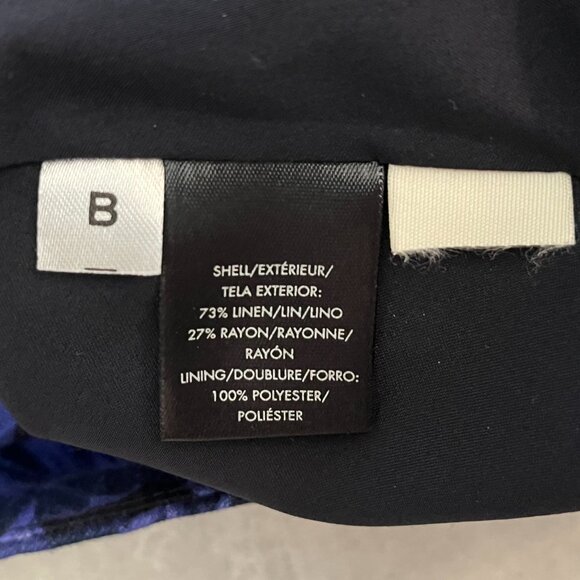 B
SHELL/EXTÉRIEUR/
TELA EXTERIOR:
73% LINEN/LIN/LINO
27% RAYON/RAYONNE/
RAYÓN
LINING/DOUBLURE/FORRO:
100% POLYESTER/
POLIÉSTER